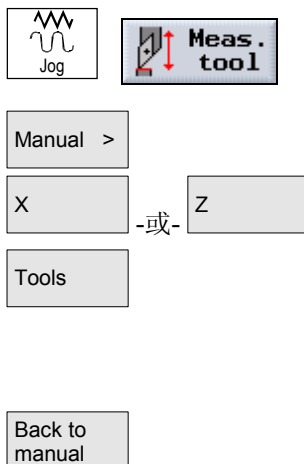 Jog
Meas.
tool
Manual >
X -或- Z
Tools
Back to
manual